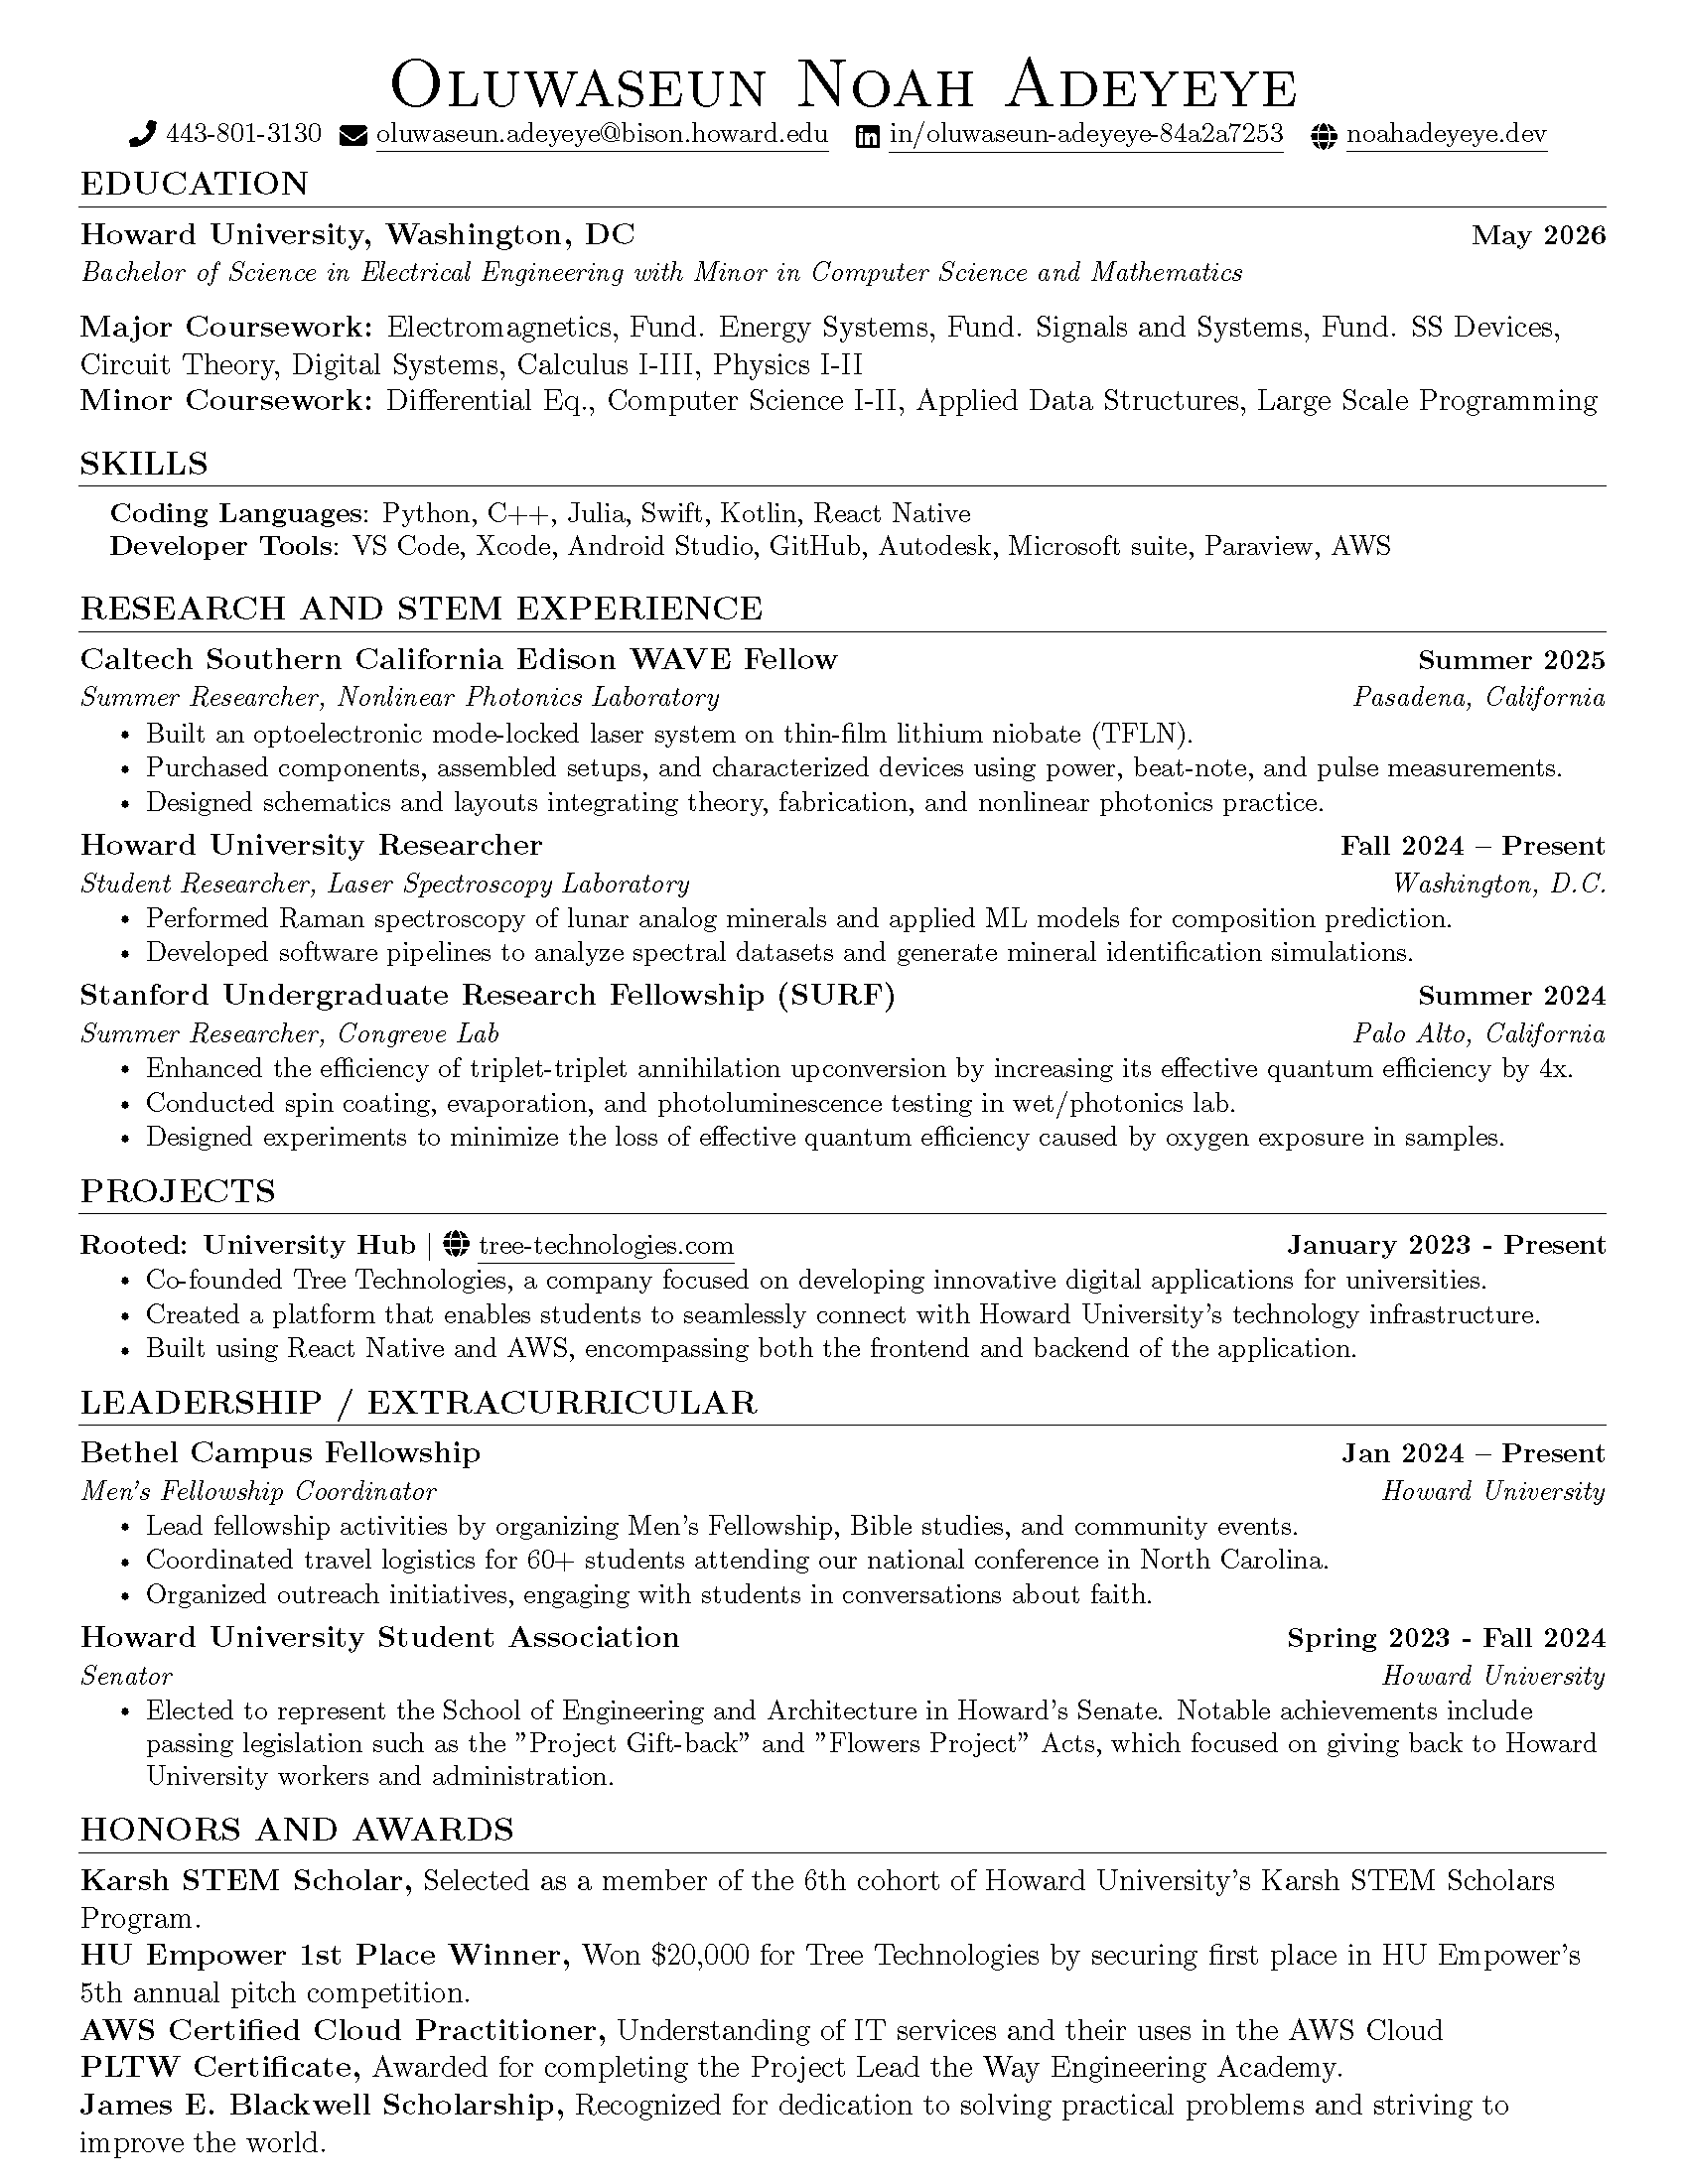 Oluwaseun Noah Adeyeye
443-801-3130 oluwaseun.adeyeye@bison.howard.edu in/oluwaseun-adeyeye-84a2a7253 noahadeyeye.dev
EDUCATION
Howard University, Washington, DC May 2026
Bachelor of Science in Electrical Engineering with Minor in Computer Science and Mathematics
Major Coursework: Electromagnetics, Fund. Energy Systems, Fund. Signals and Systems, Fund. SS Devices,
Circuit Theory, Digital Systems, Calculus I-III, Physics I-II
Minor Coursework: Differential Eq., Computer Science I-II, Applied Data Structures, Large Scale Programming
SKILLS
Coding Languages: Python, C++, Julia, Swift, Kotlin, React Native
Developer Tools: VS Code, Xcode, Android Studio, GitHub, Autodesk, Microsoft suite, Paraview, AWS
RESEARCH AND STEM EXPERIENCE
Caltech Southern California Edison WAVE Fellow Summer 2025
Summer Researcher, Nonlinear Photonics Laboratory Pasadena, California
• Built an optoelectronic mode-locked laser system on thin-film lithium niobate (TFLN).
• Purchased components, assembled setups, and characterized devices using power, beat-note, and pulse measurements.
• Designed schematics and layouts integrating theory, fabrication, and nonlinear photonics practice.
Howard University Researcher Fall 2024 – Present
Student Researcher, Laser Spectroscopy Laboratory Washington, D.C.
• Performed Raman spectroscopy of lunar analog minerals and applied ML models for composition prediction.
• Developed software pipelines to analyze spectral datasets and generate mineral identification simulations.
Stanford Undergraduate Research Fellowship (SURF) Summer 2024
Summer Researcher, Congreve Lab Palo Alto, California
• Enhanced the efficiency of triplet-triplet annihilation upconversion by increasing its effective quantum efficiency by 4x.
• Conducted spin coating, evaporation, and photoluminescence testing in wet/photonics lab.
• Designed experiments to minimize the loss of effective quantum efficiency caused by oxygen exposure in samples.
PROJECTS
Rooted: University Hub | tree-technologies.com January 2023 - Present
• Co-founded Tree Technologies, a company focused on developing innovative digital applications for universities.
• Created a platform that enables students to seamlessly connect with Howard University's technology infrastructure.
• Built using React Native and AWS, encompassing both the frontend and backend of the application.
LEADERSHIP / EXTRACURRICULAR
Bethel Campus Fellowship Jan 2024 – Present
Men's Fellowship Coordinator Howard University
• Lead fellowship activities by organizing Men's Fellowship, Bible studies, and community events.
• Coordinated travel logistics for 60+ students attending our national conference in North Carolina.
• Organized outreach initiatives, engaging with students in conversations about faith.
Howard University Student Association Spring 2023 - Fall 2024
Senator Howard University
• Elected to represent the School of Engineering and Architecture in Howard's Senate. Notable achievements include
passing legislation such as the "Project Gift-back" and "Flowers Project" Acts, which focused on giving back to Howard
University workers and administration.
HONORS AND AWARDS
Karsh STEM Scholar, Selected as a member of the 6th cohort of Howard University's Karsh STEM Scholars
Program.
HU Empower 1st Place Winner, Won $20,000 for Tree Technologies by securing first place in HU Empower's
5th annual pitch competition.
AWS Certified Cloud Practitioner, Understanding of IT services and their uses in the AWS Cloud
PLTW Certificate, Awarded for completing the Project Lead the Way Engineering Academy.
James E. Blackwell Scholarship, Recognized for dedication to solving practical problems and striving to
improve the world.